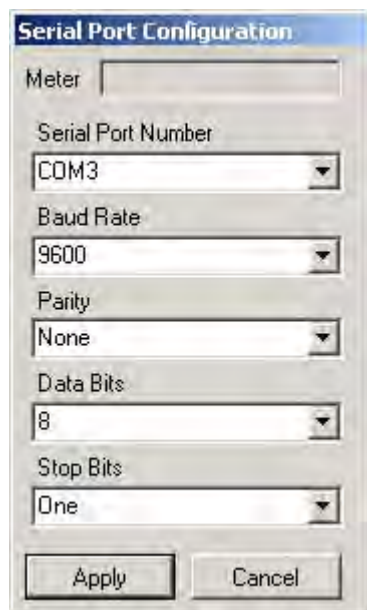 Serial Port Configuration
Meter
Serial Port Number
COM3
Baud Rate
9600
Parity
None
Data Bits
8
Stop Bits
One
Apply Cancel